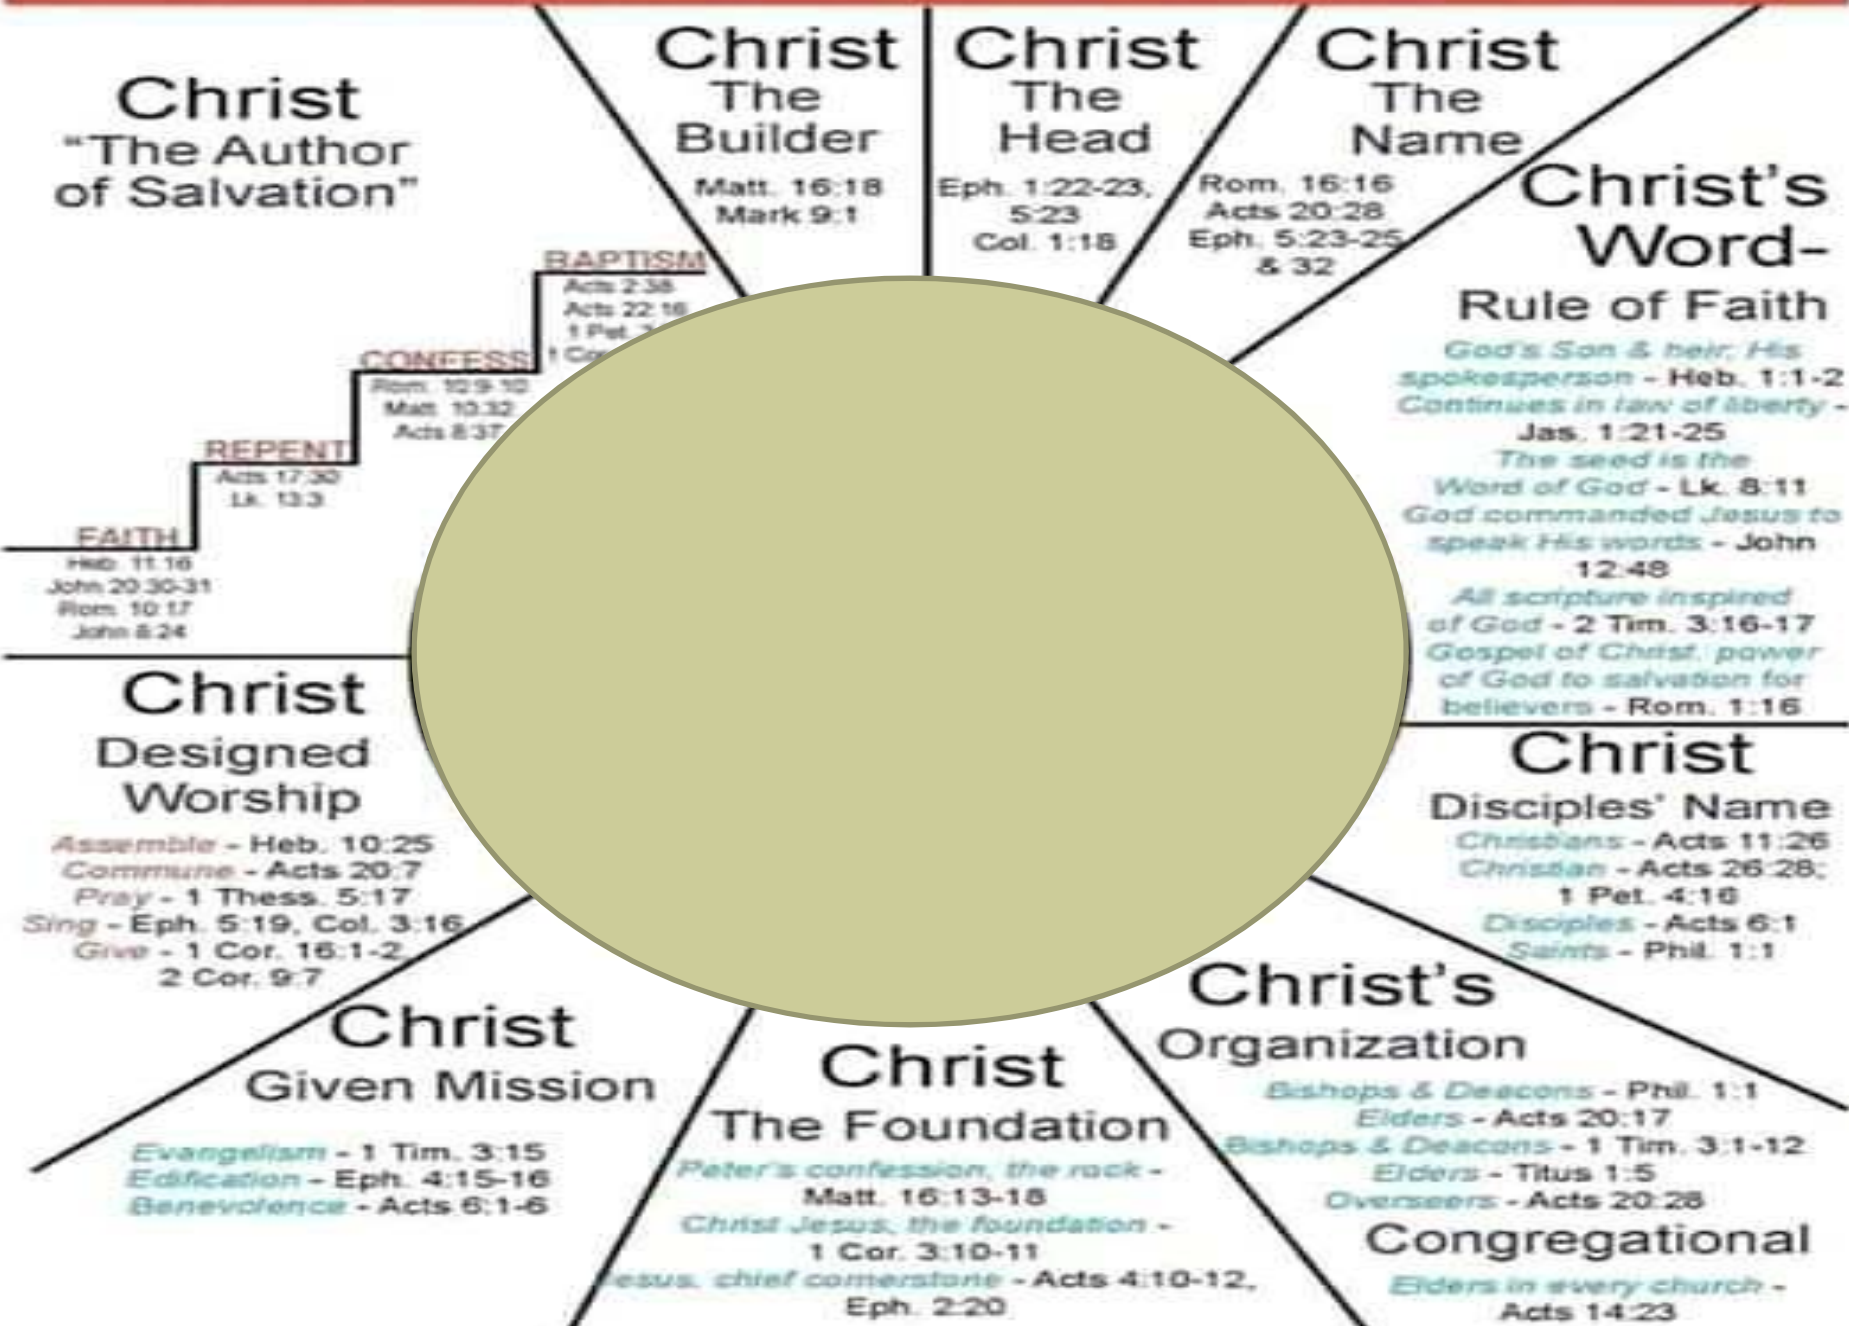 Christ
"The Author
of Salvation"
BAPTISM
Acts 2:38
Acts 22:16
1 Pet.
1 Cor
CONFESS
Rom. 10:9-10
Matt. 10:32
Acts 8:37
REPENT
Acts 17:30
Lk. 13:3
FAITH
Heb. 11:16
John 20:30-31
Rom. 10:17
John 8:24
Christ
The
Builder
Matt. 16:18
Mark 9:1
Christ
The
Head
Eph. 1:22-23,
5:23
Col. 1:18
Christ
The
Name
Rom. 16:16
Acts 20:28
Eph. 5:23-25
& 32
Christ's
Word-
Rule of Faith
God's Son & heir, His
spokesperson - Heb. 1:1-2
Continues in law of liberty -
Jas. 1:21-25
The seed is the
Word of God - Lk. 8:11
God commanded Jesus to
speak His words - John
12:48
All scripture inspired
of God - 2 Tim. 3:16-17
Gospel of Christ, power
of God to salvation for
believers - Rom. 1:16
Christ
Disciples' Name
Christians - Acts 11:26
Christian - Acts 26:28;
1 Pet. 4:16
Disciples - Acts 6:1
Saints - Phil. 1:1
Christ's
Organization
Bishops & Deacons - Phil. 1:1
Elders - Acts 20:17
Bishops & Deacons - 1 Tim. 3:1-12
Elders - Titus 1:5
Overseers - Acts 20:28
Congregational
Elders in every church -
Acts 14:23
Christ
The Foundation
Peter's confession, the rock -
Matt. 16:13-18
Christ Jesus, the foundation -
1 Cor. 3:10-11
Jesus, chief cornerstone - Acts 4:10-12,
Eph. 2:20
Christ
Given Mission
Evangelism - 1 Tim. 3:15
Edification - Eph. 4:15-16
Benevolence - Acts 6:1-6
Christ
Designed
Worship
Assemble - Heb. 10:25
Commune - Acts 20:7
Pray - 1 Thess. 5:17
Sing - Eph. 5:19, Col. 3:16
Give - 1 Cor. 16:1-2,
2 Cor. 9:7